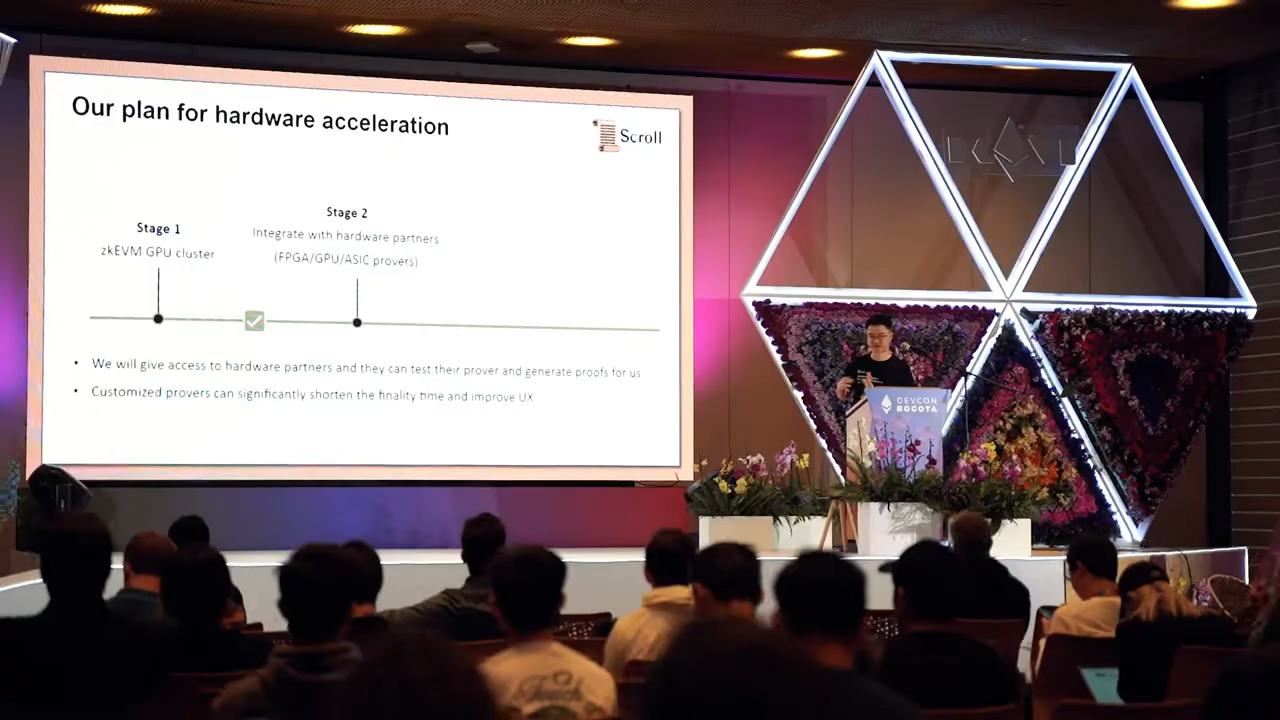 Our plan for hardware acceleration
Scroll
Stage 1
zkEVM GPU cluster
Stage 2
Integrate with hardware partners
(FPGA/GPU/ASIC provers)
• We will give access to hardware partners and they can test their prover and generate proofs for us
• Customized provers can significantly shorten the finality time and improve UX
DEVCON
BOGOTÁ
Touch